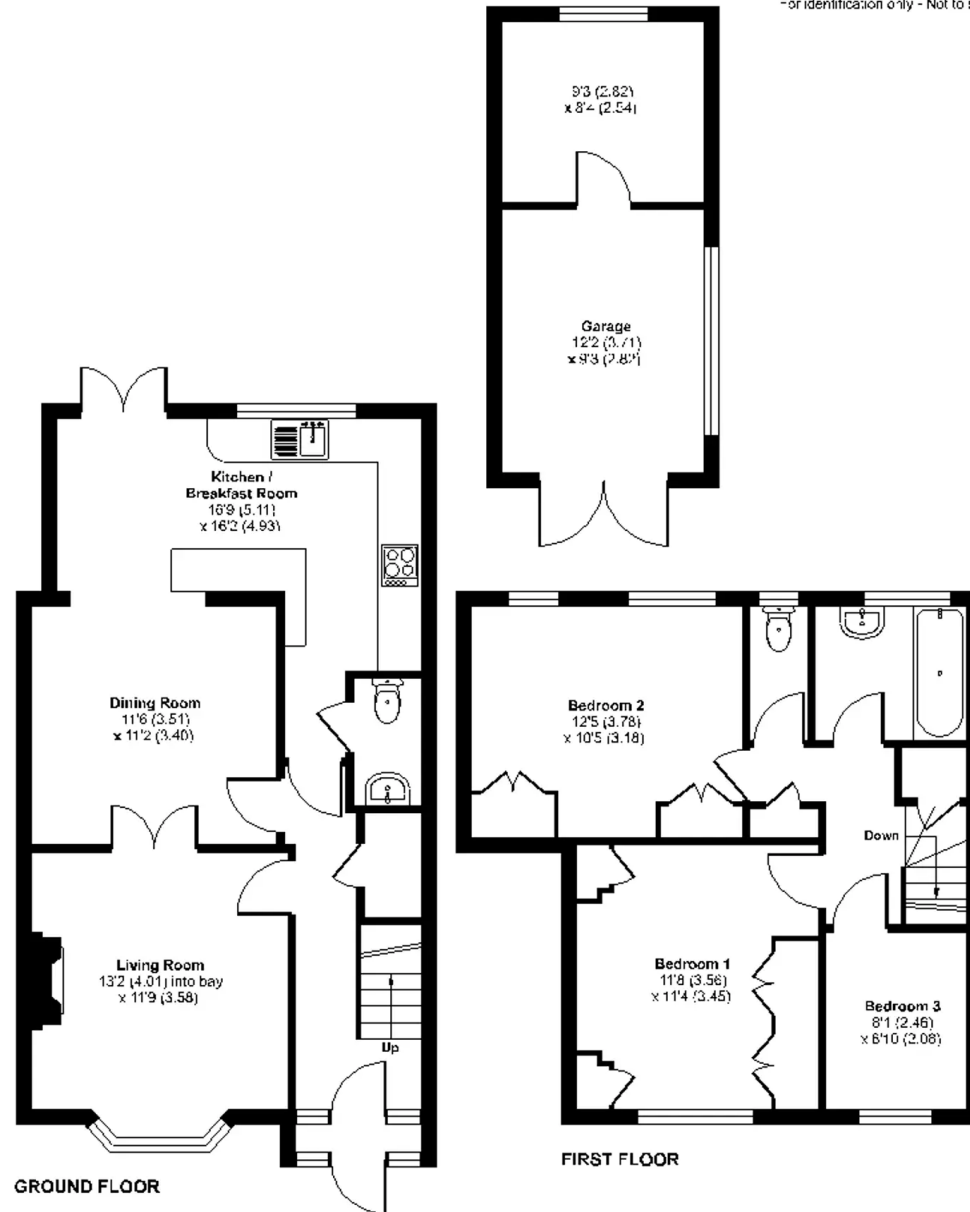 For identification only - Not to
9'3 (2.82)
x 8'4 (2.54)
Garage
12'2 (3.71)
x 9'3 (2.82)
Kitchen /
Breakfast Room
16'9 (5.11)
x 16'2 (4.93)
Dining Room
11'6 (3.51)
x 11'2 (3.40)
Living Room
13'2 (4.01) into bay
x 11'9 (3.58)
Up
GROUND FLOOR
Bedroom 2
12'5 (3.78)
x 10'5 (3.18)
Down
Bedroom 1
11'8 (3.56)
x 11'4 (3.45)
Bedroom 3
8'1 (2.46)
x 6'10 (2.08)
FIRST FLOOR